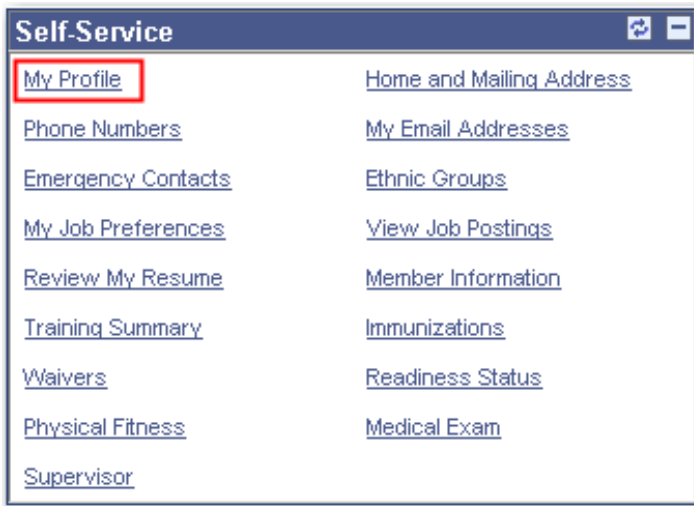 Self-Service
My Profile
Home and Mailing Address
Phone Numbers
My Email Addresses
Emergency Contacts
Ethnic Groups
My Job Preferences
View Job Postings
Review My Resume
Member Information
Training Summary
Immunizations
Waivers
Readiness Status
Physical Fitness
Medical Exam
Supervisor